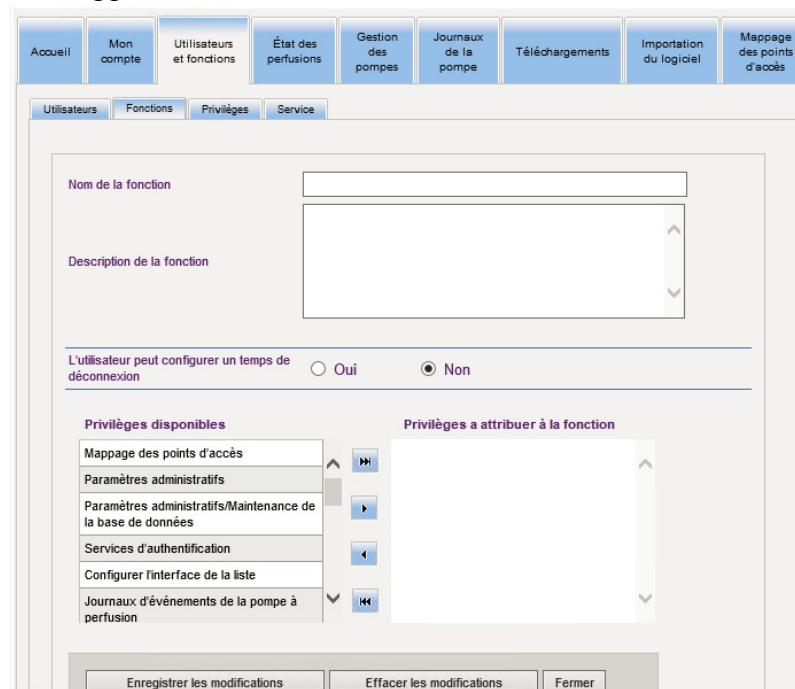 Accueil
Mon compte
Utilisateurs et fonctions
État des perfusions
Gestion des pompes
Journaux de la pompe
Téléchargements
Importation du logiciel
Mappage des points d'accès
Utilisateurs
Fonctions
Privilèges
Service
Nom de la fonction
Description de la fonction
L'utilisateur peut configurer un temps de
déconnexion
Oui
Non
Privilèges disponibles
Privilèges a attribuer à la fonction
Mappage des points d'accès
Paramètres administratifs
Paramètres administratifs/Maintenance de
la base de données
Services d'authentification
Configurer l'interface de la liste
Journaux d'événements de la pompe à
perfusion
Enregistrer les modifications
Effacer les modifications
Fermer